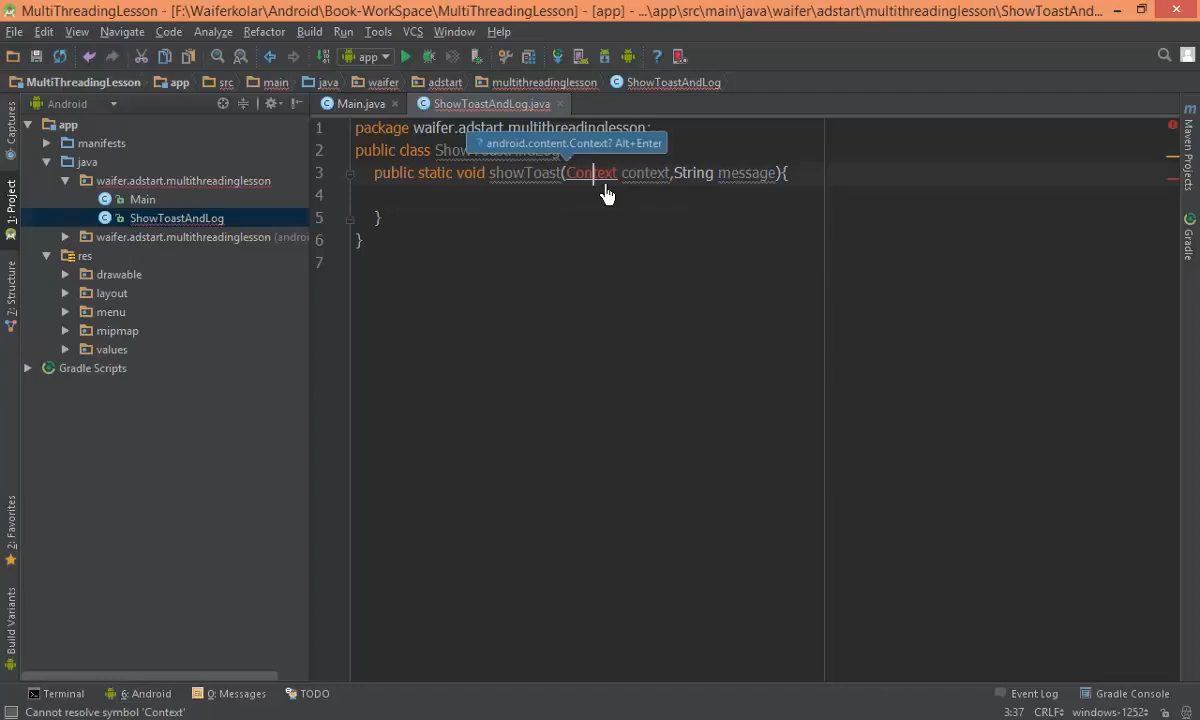 MultiThreadingLesson - [F:\Waiferkolar\Android\Book-WorkSpace\MultiThreadingLesson] - [app] - ...\app\src\main\java\waifer\adstart\multithreadinglesson\ShowToastAnd...
File Edit View Navigate Code Analyze Refactor Build Run Tools VCS Window Help
app
MultiThreadingLesson app src main java waifer adstart multithreadinglesson ShowToastAndLog
Android
Main.java ShowToastAndLog.java
Captures
1: Project
7: Structure
2: Favorites
Build Variants
app
manifests
java
waifer.adstart.multithreadinglesson
Main
ShowToastAndLog
waifer.adstart.multithreadinglesson (andro
res
drawable
layout
menu
mipmap
values
Gradle Scripts
1 package waifer.adstart.multithreadinglesson;
? android.content.Context? Alt+Enter
2 public class
3 public static void showToast(Context context,String message){
4
5 }
6 }
7
Maven Projects
Gradle
Terminal 6: Android 0: Messages TODO Event Log Gradle Console
Cannot resolve symbol 'Context' 3:37 CRLF windows-1252